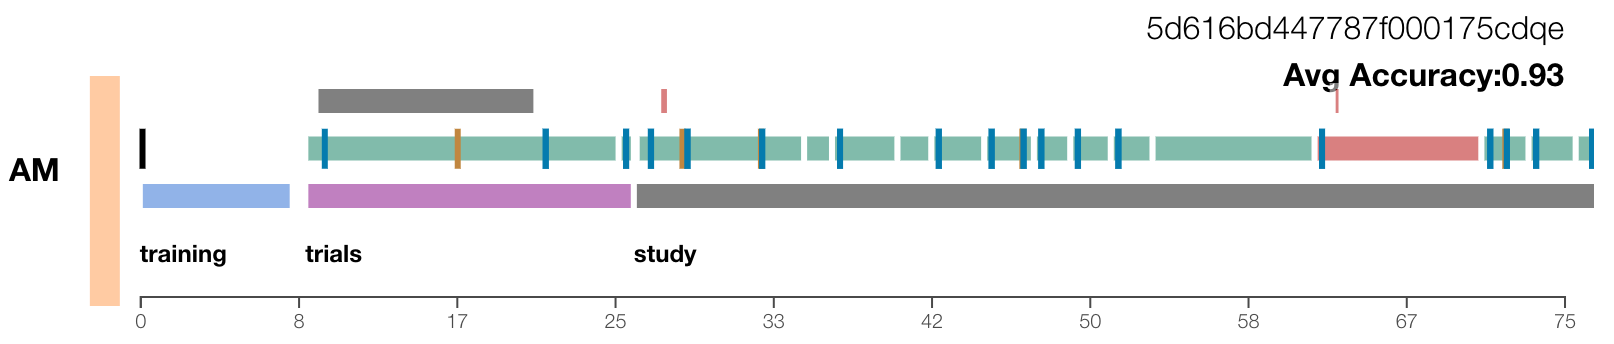 5d616bd447787f000175cdqe
Avg Accuracy:0.93
AM
training trials study
0 8 17 25 33 42 50 58 67 75